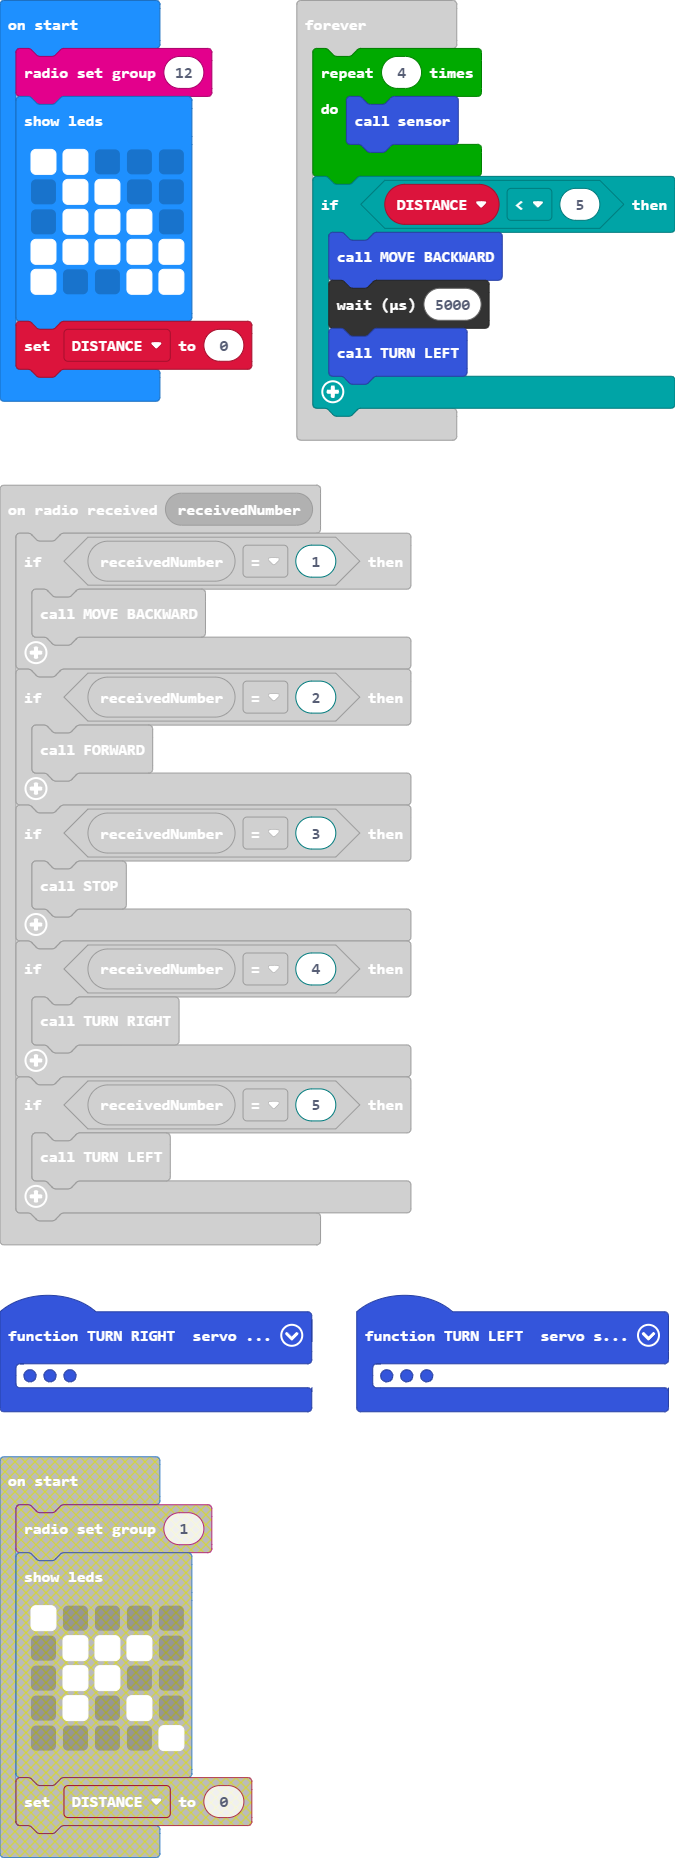 on start
radio set group 12
show leds
set DISTANCE to 0
forever
repeat 4 times
do
call sensor
if DISTANCE < 5 then
call MOVE BACKWARD
wait (µs) 5000
call TURN LEFT
on radio received receivedNumber
if receivedNumber = 1 then
call MOVE BACKWARD
if receivedNumber = 2 then
call FORWARD
if receivedNumber = 3 then
call STOP
if receivedNumber = 4 then
call TURN RIGHT
if receivedNumber = 5 then
call TURN LEFT
function TURN RIGHT servo ...
function TURN LEFT servo s...
on start
radio set group 1
show leds
set DISTANCE to 0